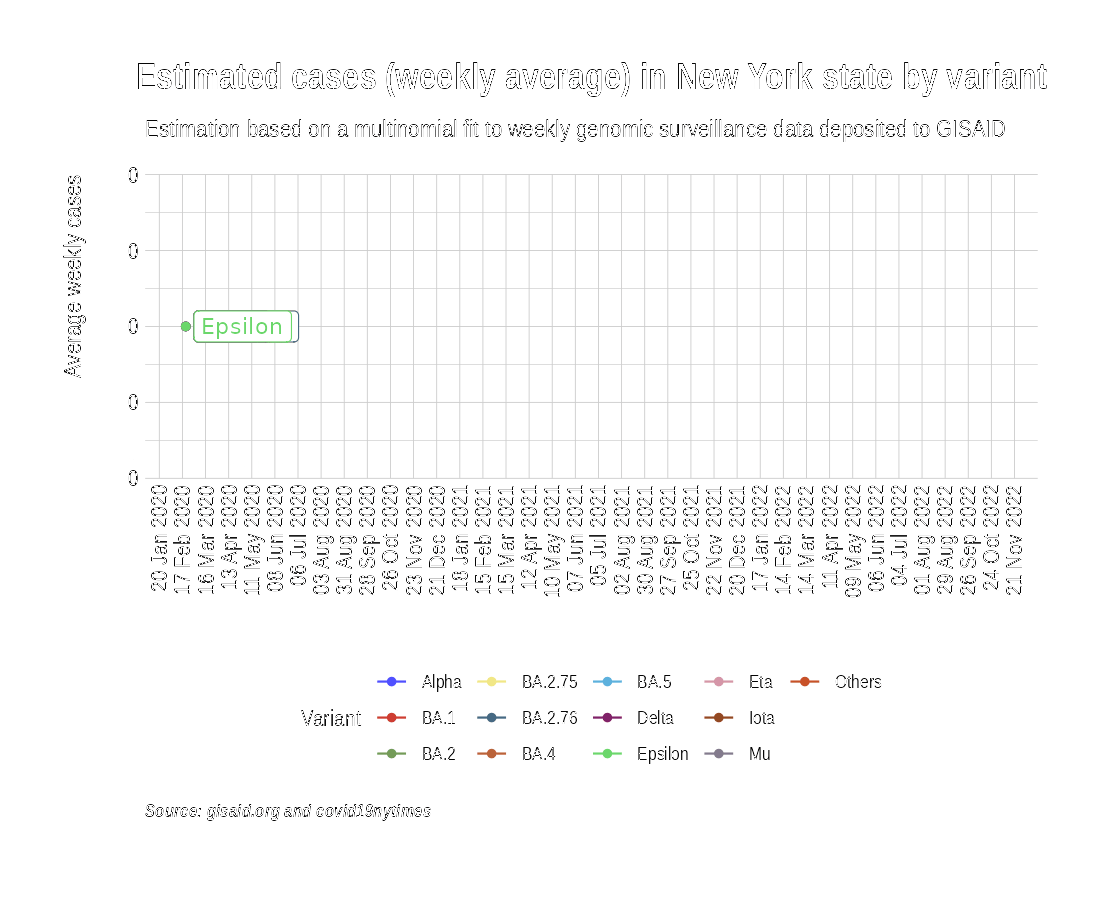 Estimated cases (weekly average) in New York state by variant
Estimation based on a multinomial fit to weekly genomic surveillance data deposited to GISAID
Average weekly cases
0
0
0
0
0
Epsilon
20 Jan 2020
17 Feb 2020
16 Mar 2020
13 Apr 2020
11 May 2020
08 Jun 2020
06 Jul 2020
03 Aug 2020
31 Aug 2020
28 Sep 2020
26 Oct 2020
23 Nov 2020
21 Dec 2020
18 Jan 2021
15 Feb 2021
15 Mar 2021
12 Apr 2021
10 May 2021
07 Jun 2021
05 Jul 2021
02 Aug 2021
30 Aug 2021
27 Sep 2021
25 Oct 2021
22 Nov 2021
20 Dec 2021
17 Jan 2022
14 Feb 2022
14 Mar 2022
11 Apr 2022
09 May 2022
06 Jun 2022
04 Jul 2022
01 Aug 2022
29 Aug 2022
26 Sep 2022
24 Oct 2022
21 Nov 2022
Variant
Alpha
BA.1
BA.2
BA.2.75
BA.2.76
BA.4
BA.5
Delta
Epsilon
Eta
Iota
Mu
Others
Source: gisaid.org and covid19nytimes